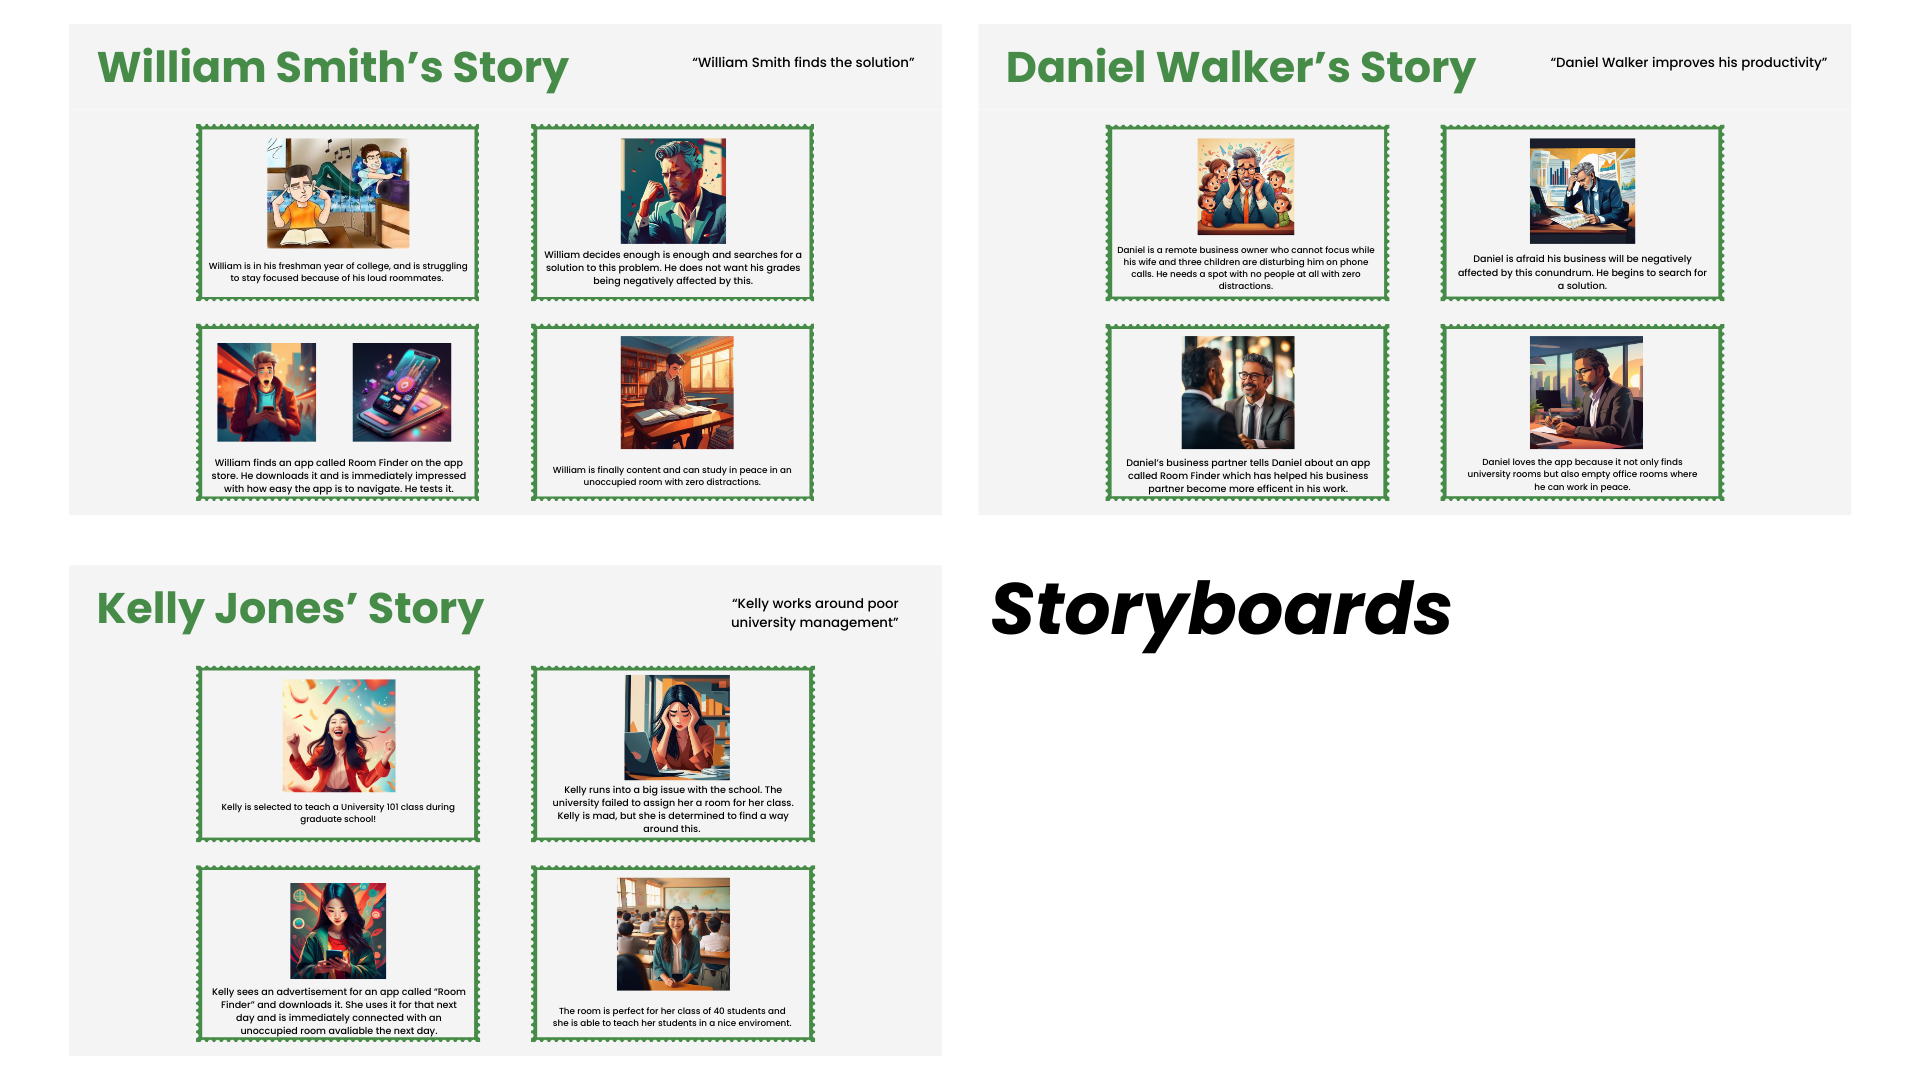 William Smith’s Story
“William Smith finds the solution”
William is in his freshman year of college, and is struggling
to stay focused because of his loud roommates.
William decides enough is enough and searches for a
solution to this problem. He does not want his grades
being negatively affected by this.
William finds an app called Room Finder on the app
store. He downloads it and is immediately impressed
with how easy the app is to navigate. He tests it.
William is finally content and can study in peace in an
unoccupied room with zero distractions.
Daniel Walker’s Story
“Daniel Walker improves his productivity”
Daniel is a remote business owner who cannot focus while
his wife and three children are disturbing him on phone
calls. He needs a spot with no people at all with zero
distractions.
Daniel is afraid his business will be negatively
affected by this conundrum. He begins to search for
a solution.
Daniel’s business partner tells Daniel about an app
called Room Finder which has helped his business
partner become more efficent in his work.
Daniel loves the app because it not only finds
university rooms but also empty office rooms where
he can work in peace.
Kelly Jones’ Story
“Kelly works around poor
university management”
Kelly is selected to teach a University 101 class during
graduate school!
Kelly runs into a big issue with the school. The
university failed to assign her a room for her class.
Kelly is mad, but she is determined to find a way
around this.
Kelly sees an advertisement for an app called “Room
Finder” and downloads it. She uses it for that next
day and is immediately connected with an
unoccupied room avaliable the next day.
The room is perfect for her class of 40 students and
she is able to teach her students in a nice enviroment.
Storyboards